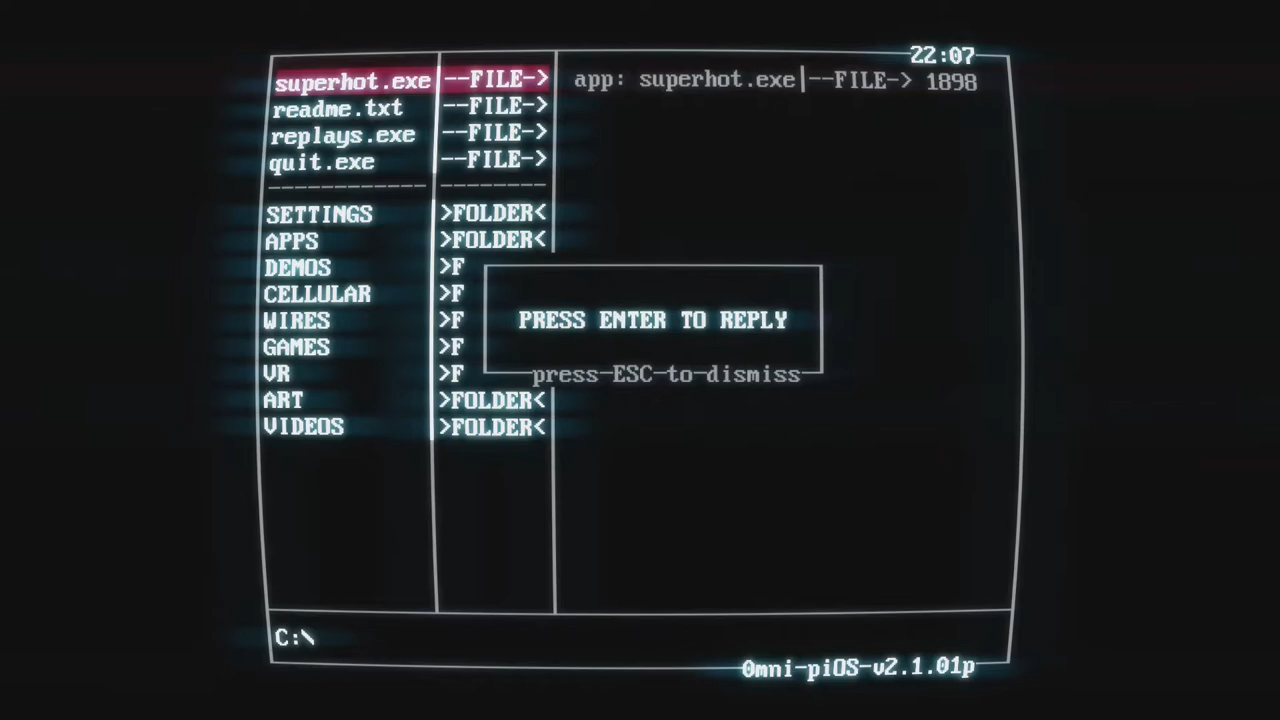 22:07
superhot.exe --FILE-> app: superhot.exe|--FILE-> 1898
readme.txt --FILE->
replays.exe --FILE->
quit.exe --FILE->
------------ --------
SETTINGS >FOLDER<
APPS >FOLDER<
DEMOS >F
CELLULAR >F
WIRES >F
PRESS ENTER TO REPLY
GAMES >F
VR >F
press-ESC-to-dismiss
ART >FOLDER<
VIDEOS >FOLDER<
C:\
0mni-piOS-v2.1.01p